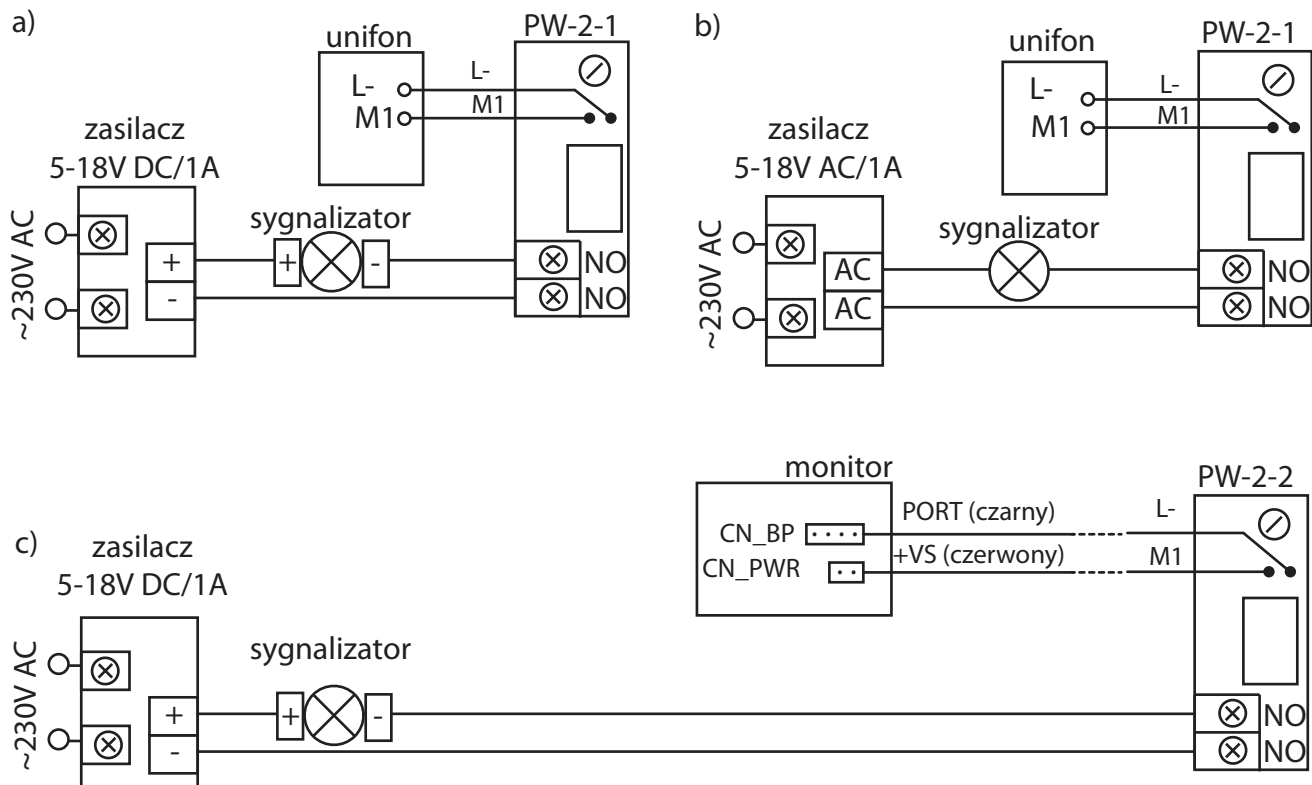 a)
unifon
PW-2-1
L-
M1
L-
M1
zasilacz
5-18V DC/1A
~230V AC
sygnalizator
+
-
+
-
NO
NO
b)
unifon
PW-2-1
L-
M1
L-
M1
zasilacz
5-18V AC/1A
~230V AC
sygnalizator
AC
AC
NO
NO
c)
zasilacz
5-18V DC/1A
~230V AC
sygnalizator
+
-
+
-
monitor
CN_BP
CN_PWR
PORT (czarny)
+VS (czerwony)
L-
M1
PW-2-2
NO
NO